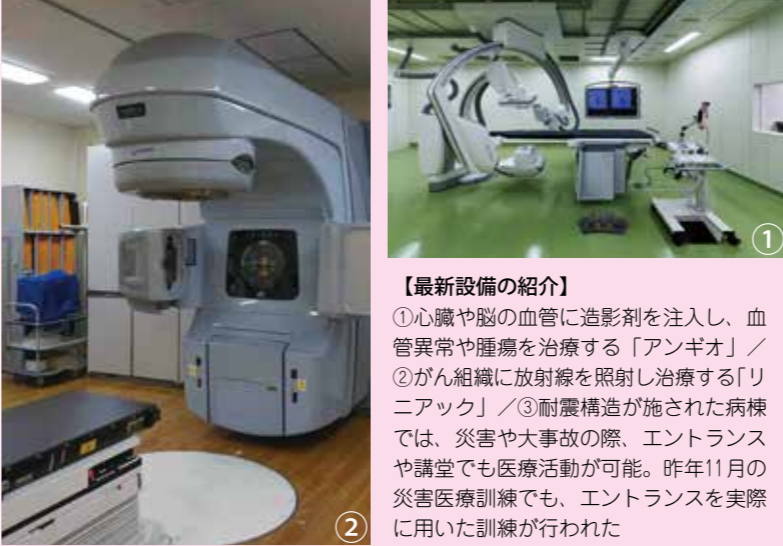 ①
【最新設備の紹介】
①心臓や脳の血管に造影剤を注入し、血
管異常や腫瘍を治療する「アンギオ」／
②がん組織に放射線を照射し治療する「リ
ニアック」／③耐震構造が施された病棟
では、災害や大事故の際、エントランス
や講堂でも医療活動が可能。昨年11月の
災害医療訓練でも、エントランスを実際
に用いた訓練が行われた
②